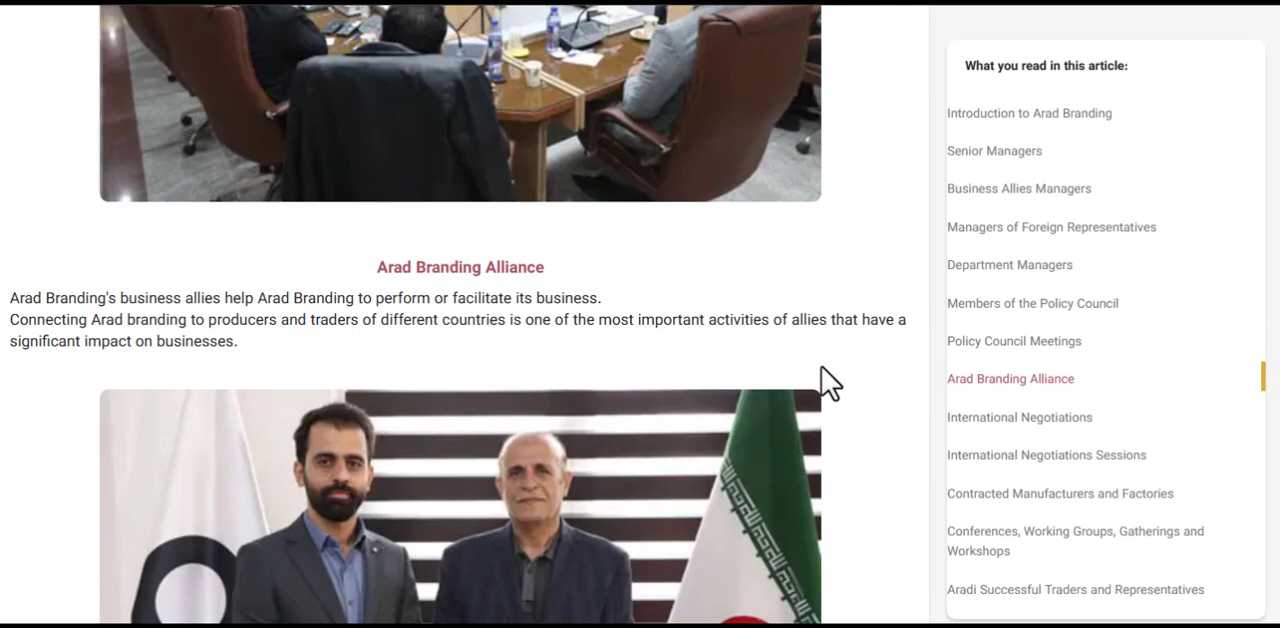 Arad Branding Alliance
Arad Branding's business allies help Arad Branding to perform or facilitate its business.
Connecting Arad branding to producers and traders of different countries is one of the most important activities of allies that have a
significant impact on businesses.
What you read in this article:
Introduction to Arad Branding
Senior Managers
Business Allies Managers
Managers of Foreign Representatives
Department Managers
Members of the Policy Council
Policy Council Meetings
Arad Branding Alliance
International Negotiations
International Negotiations Sessions
Contracted Manufacturers and Factories
Conferences, Working Groups, Gatherings and
Workshops
Aradi Successful Traders and Representatives